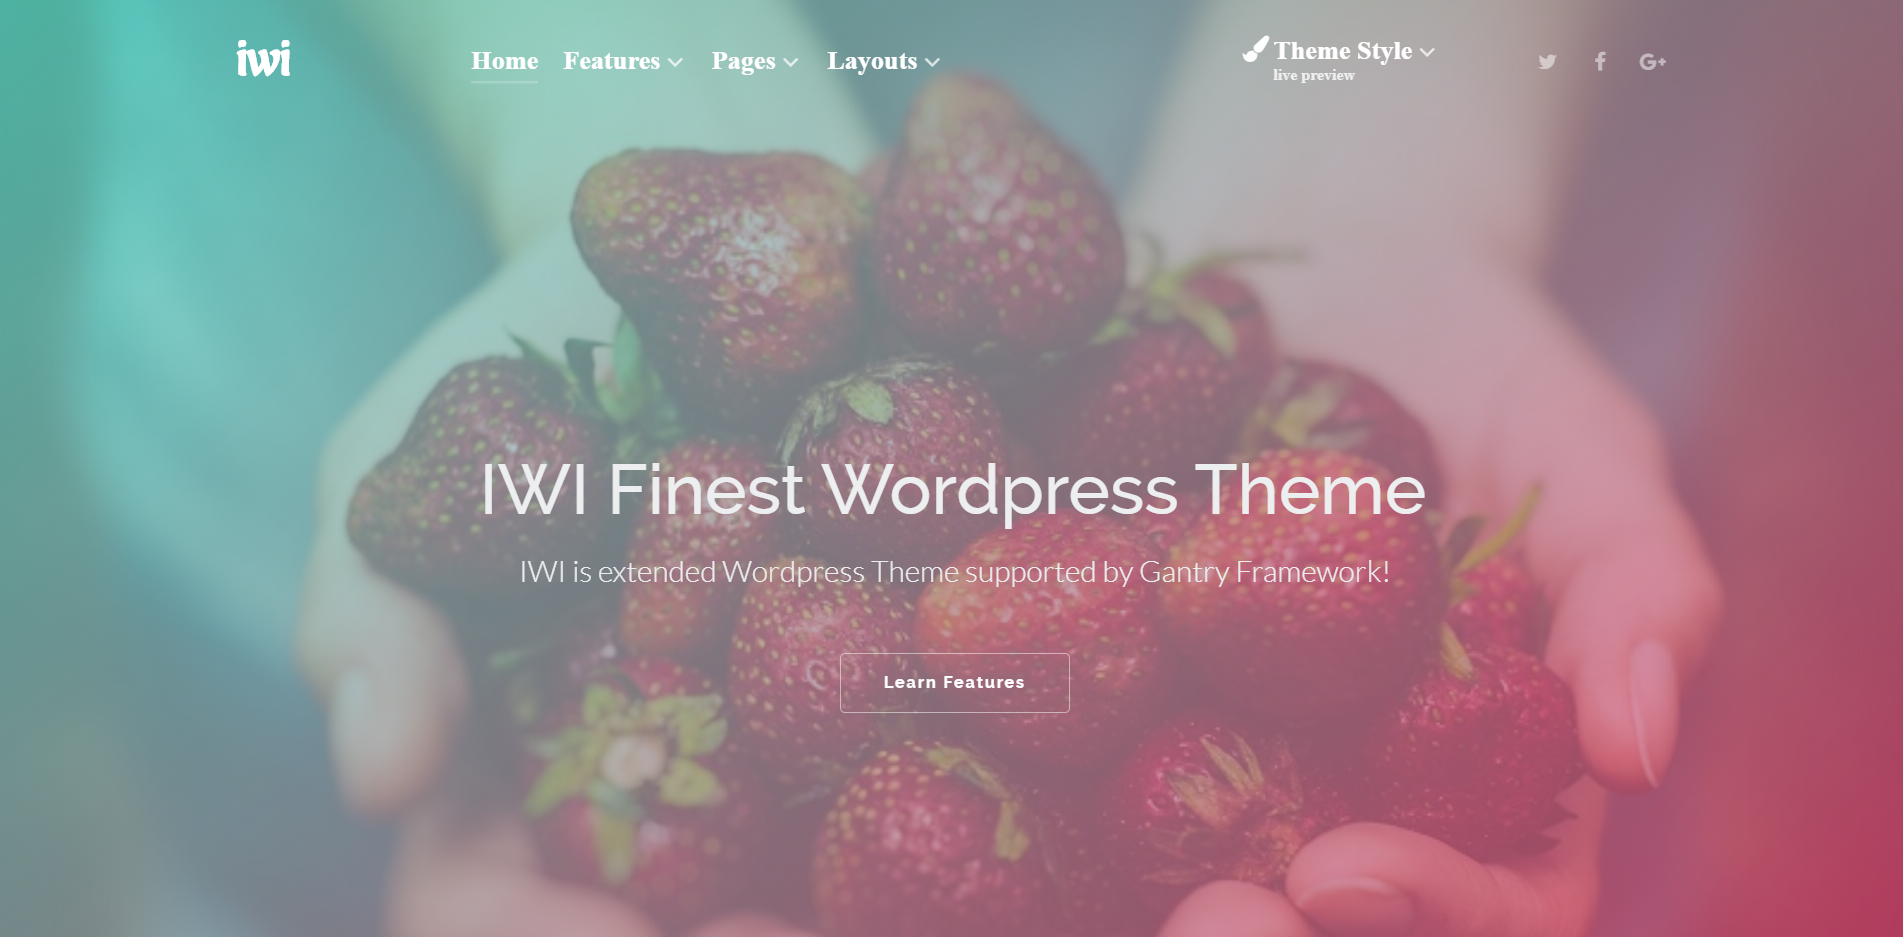 iwi
Home Features Pages Layouts
Theme Style
live preview
IWI Finest Wordpress Theme
IWI is extended Wordpress Theme supported by Gantry Framework!
Learn Features